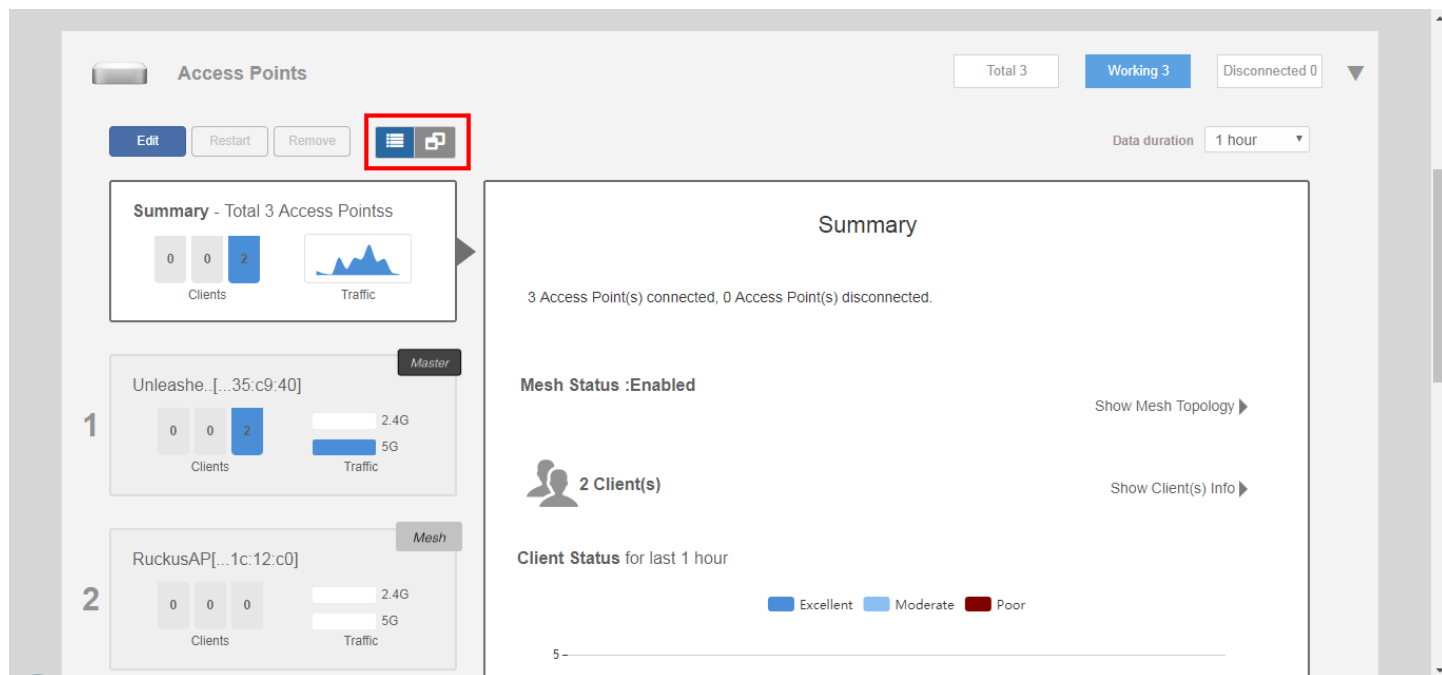 Access Points
Total 3
Working 3
Disconnected 0
Edit
Restart
Remove
Data duration
1 hour
Summary - Total 3 Access Pointss
0 0 2
Clients
Traffic
Master
Unleashe..[...35:c9:40]
1
0 0 2
2.4G
5G
Clients
Traffic
Mesh
RuckusAP[...1c:12:c0]
2
0 0 0
2.4G
5G
Clients
Traffic
Summary
3 Access Point(s) connected, 0 Access Point(s) disconnected.
Mesh Status :Enabled
Show Mesh Topology
2 Client(s)
Show Client(s) Info
Client Status for last 1 hour
Excellent Moderate Poor
5